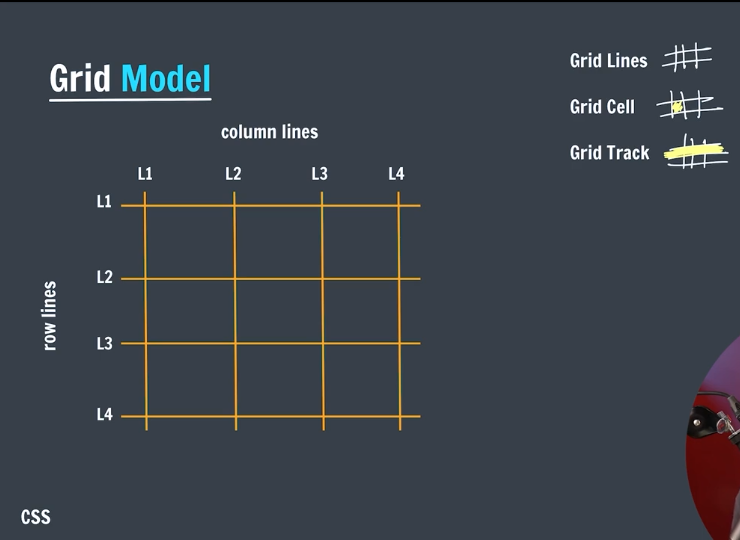 Grid Model
Grid Lines
Grid Cell
Grid Track
column lines
L1 L2 L3 L4
L1
L2
row lines
L3
L4
CSS